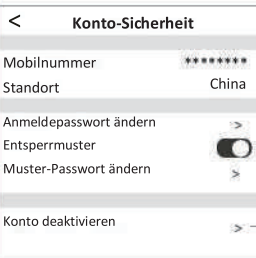 < Konto-Sicherheit
Mobilnummer ********
Standort China
Anmeldepasswort ändern >
Entsperrmuster
Muster-Passwort ändern >
Konto deaktivieren >